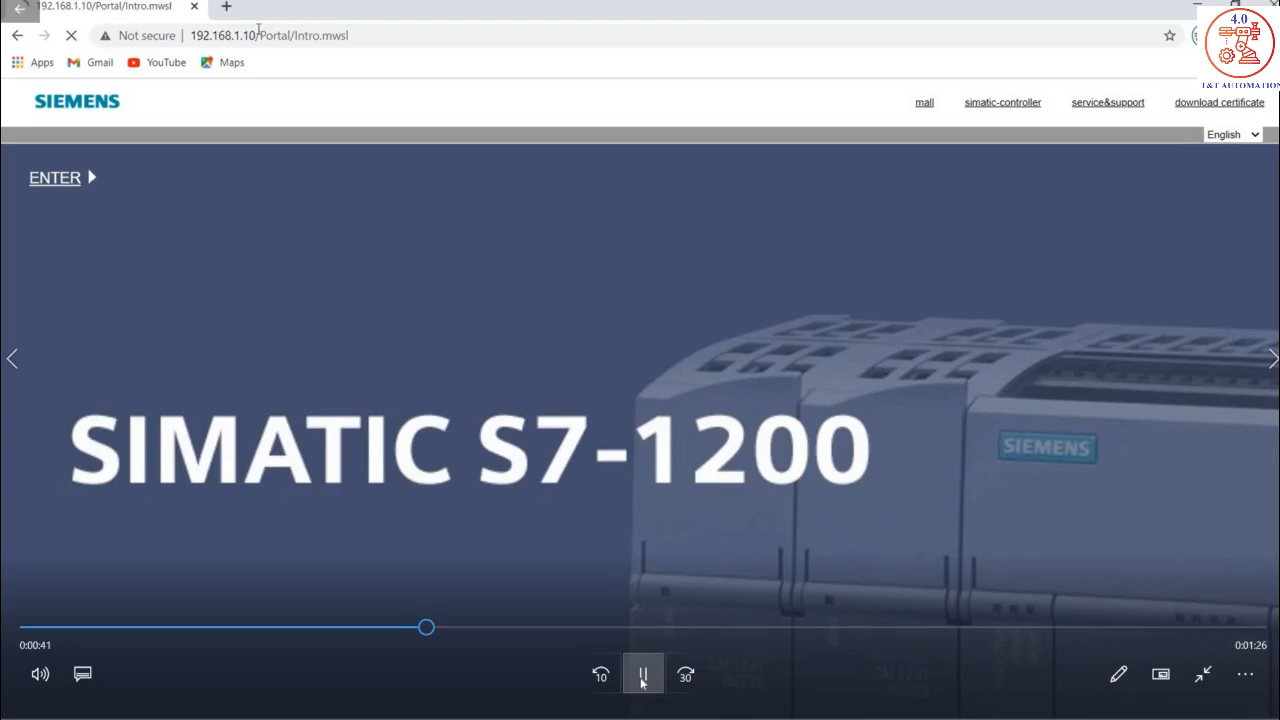 192.168.1.10/Portal/Intro.mwsl
Not secure | 192.168.1.10/Portal/Intro.mwsl
Apps Gmail YouTube Maps
4.0
T&T AUTOMATION
SIEMENS
mall simatic-controller service&support download certificate
English
ENTER
SIMATIC S7-1200
SIEMENS
0:00:41
0:01:26
10
30